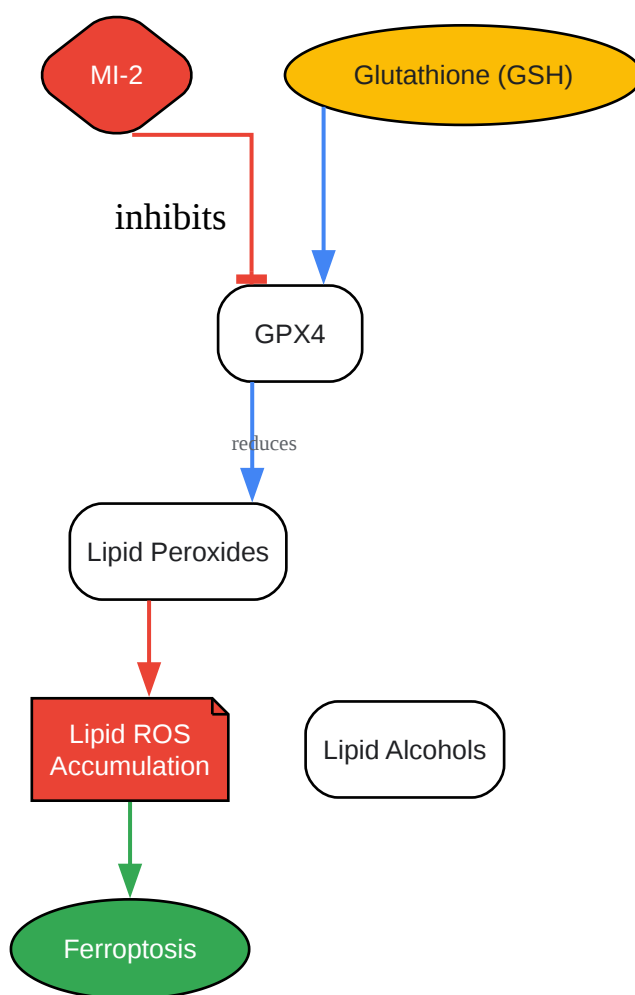 MI-2
Glutathione (GSH)
inhibits
GPX4
reduces
Lipid Peroxides
Lipid ROS
Accumulation
Lipid Alcohols
Ferroptosis